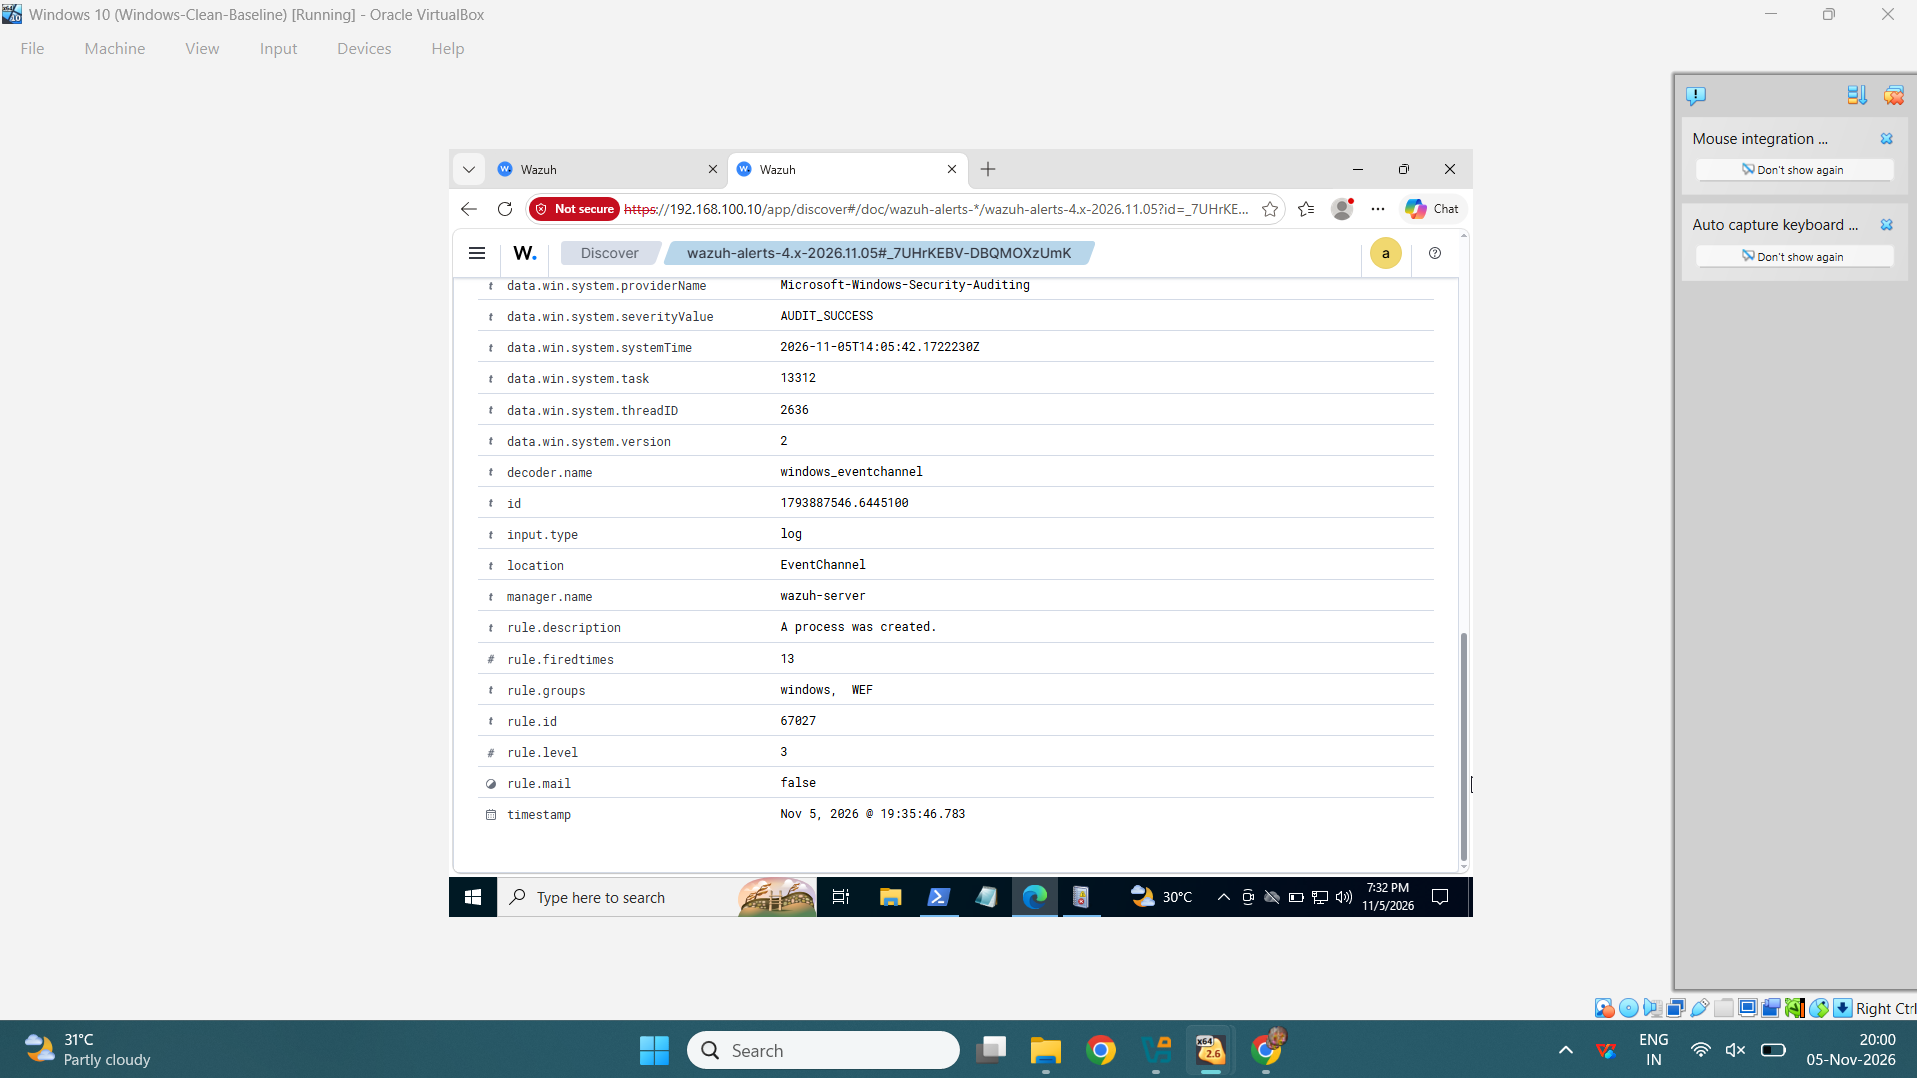 Windows 10 (Windows-Clean-Baseline) [Running] - Oracle VirtualBox
File Machine View Input Devices Help
Mouse integration ...
Don't show again
Auto capture keyboard ...
Don't show again
Wazuh
Wazuh
Not secure https://192.168.100.10/app/discover#/doc/wazuh-alerts-*/wazuh-alerts-4.x-2026.11.05?id=_7UHrKE... Chat
W. Discover wazuh-alerts-4.x-2026.11.05#_7UHrKEBV-DBQMOXzUmK a
t data.win.system.providerName Microsoft-Windows-Security-Auditing
t data.win.system.severityValue AUDIT_SUCCESS
t data.win.system.systemTime 2026-11-05T14:05:42.1722230Z
t data.win.system.task 13312
t data.win.system.threadID 2636
t data.win.system.version 2
t decoder.name windows_eventchannel
t id 1793887546.6445100
t input.type log
t location EventChannel
t manager.name wazuh-server
t rule.description A process was created.
# rule.firedtimes 13
t rule.groups windows, WEF
t rule.id 67027
# rule.level 3
rule.mail false
timestamp Nov 5, 2026 @ 19:35:46.783
Type here to search
30°C
7:32 PM
11/5/2026
Right Ctrl
31°C
Partly cloudy
Search
x64
2.6
ENG
IN
20:00
05-Nov-2026